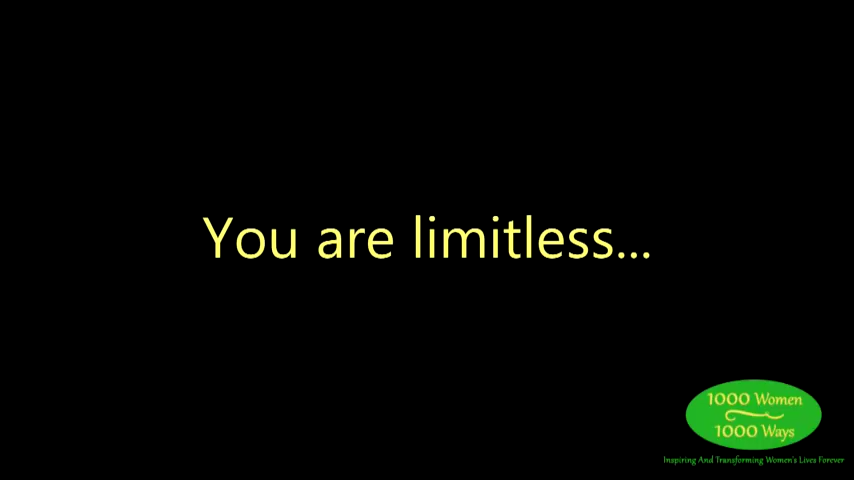 You are limitless...
1000 Women
1000 Ways
Inspiring And Transforming Women's Lives Forever